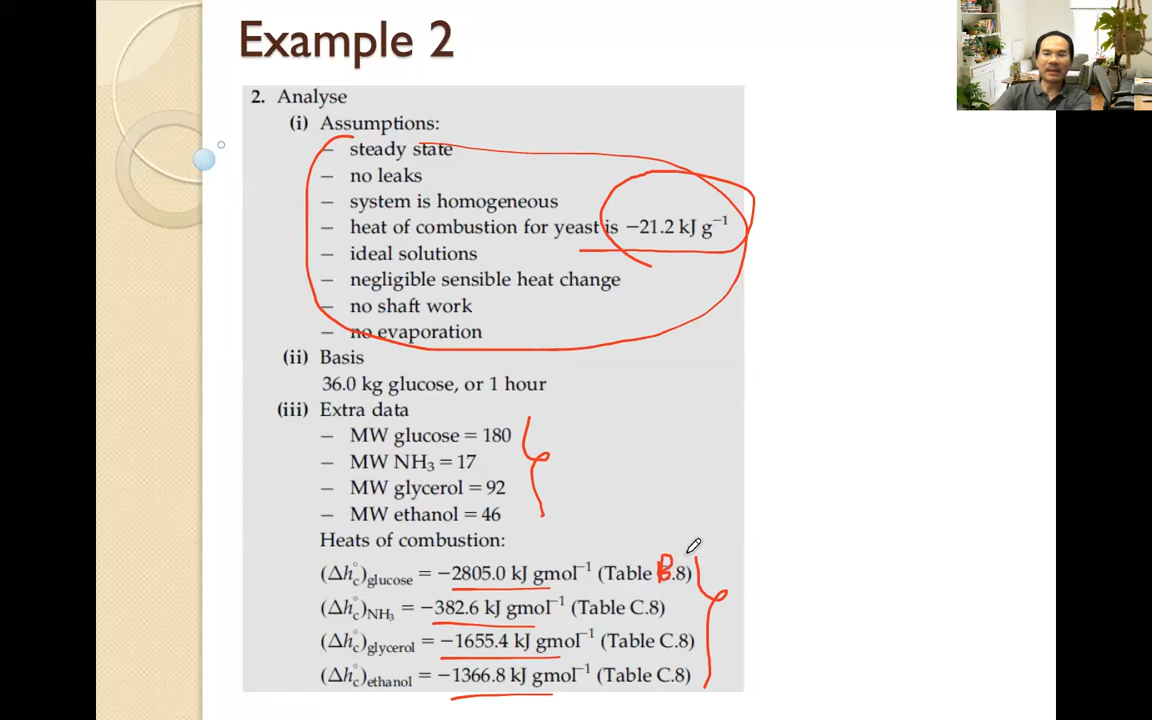 Example 2
2. Analyse
(i) Assumptions:
– steady state
– no leaks
– system is homogeneous
– heat of combustion for yeast is −21.2 kJ g⁻¹
– ideal solutions
– negligible sensible heat change
– no shaft work
– no evaporation
(ii) Basis
36.0 kg glucose, or 1 hour
(iii) Extra data
– MW glucose = 180
– MW NH₃ = 17
– MW glycerol = 92
– MW ethanol = 46
Heats of combustion:
(Δh°c)glucose = −2805.0 kJ gmol⁻¹ (Table B.8)
(Δh°c)NH₃ = −382.6 kJ gmol⁻¹ (Table C.8)
(Δh°c)glycerol = −1655.4 kJ gmol⁻¹ (Table C.8)
(Δh°c)ethanol = −1366.8 kJ gmol⁻¹ (Table C.8)